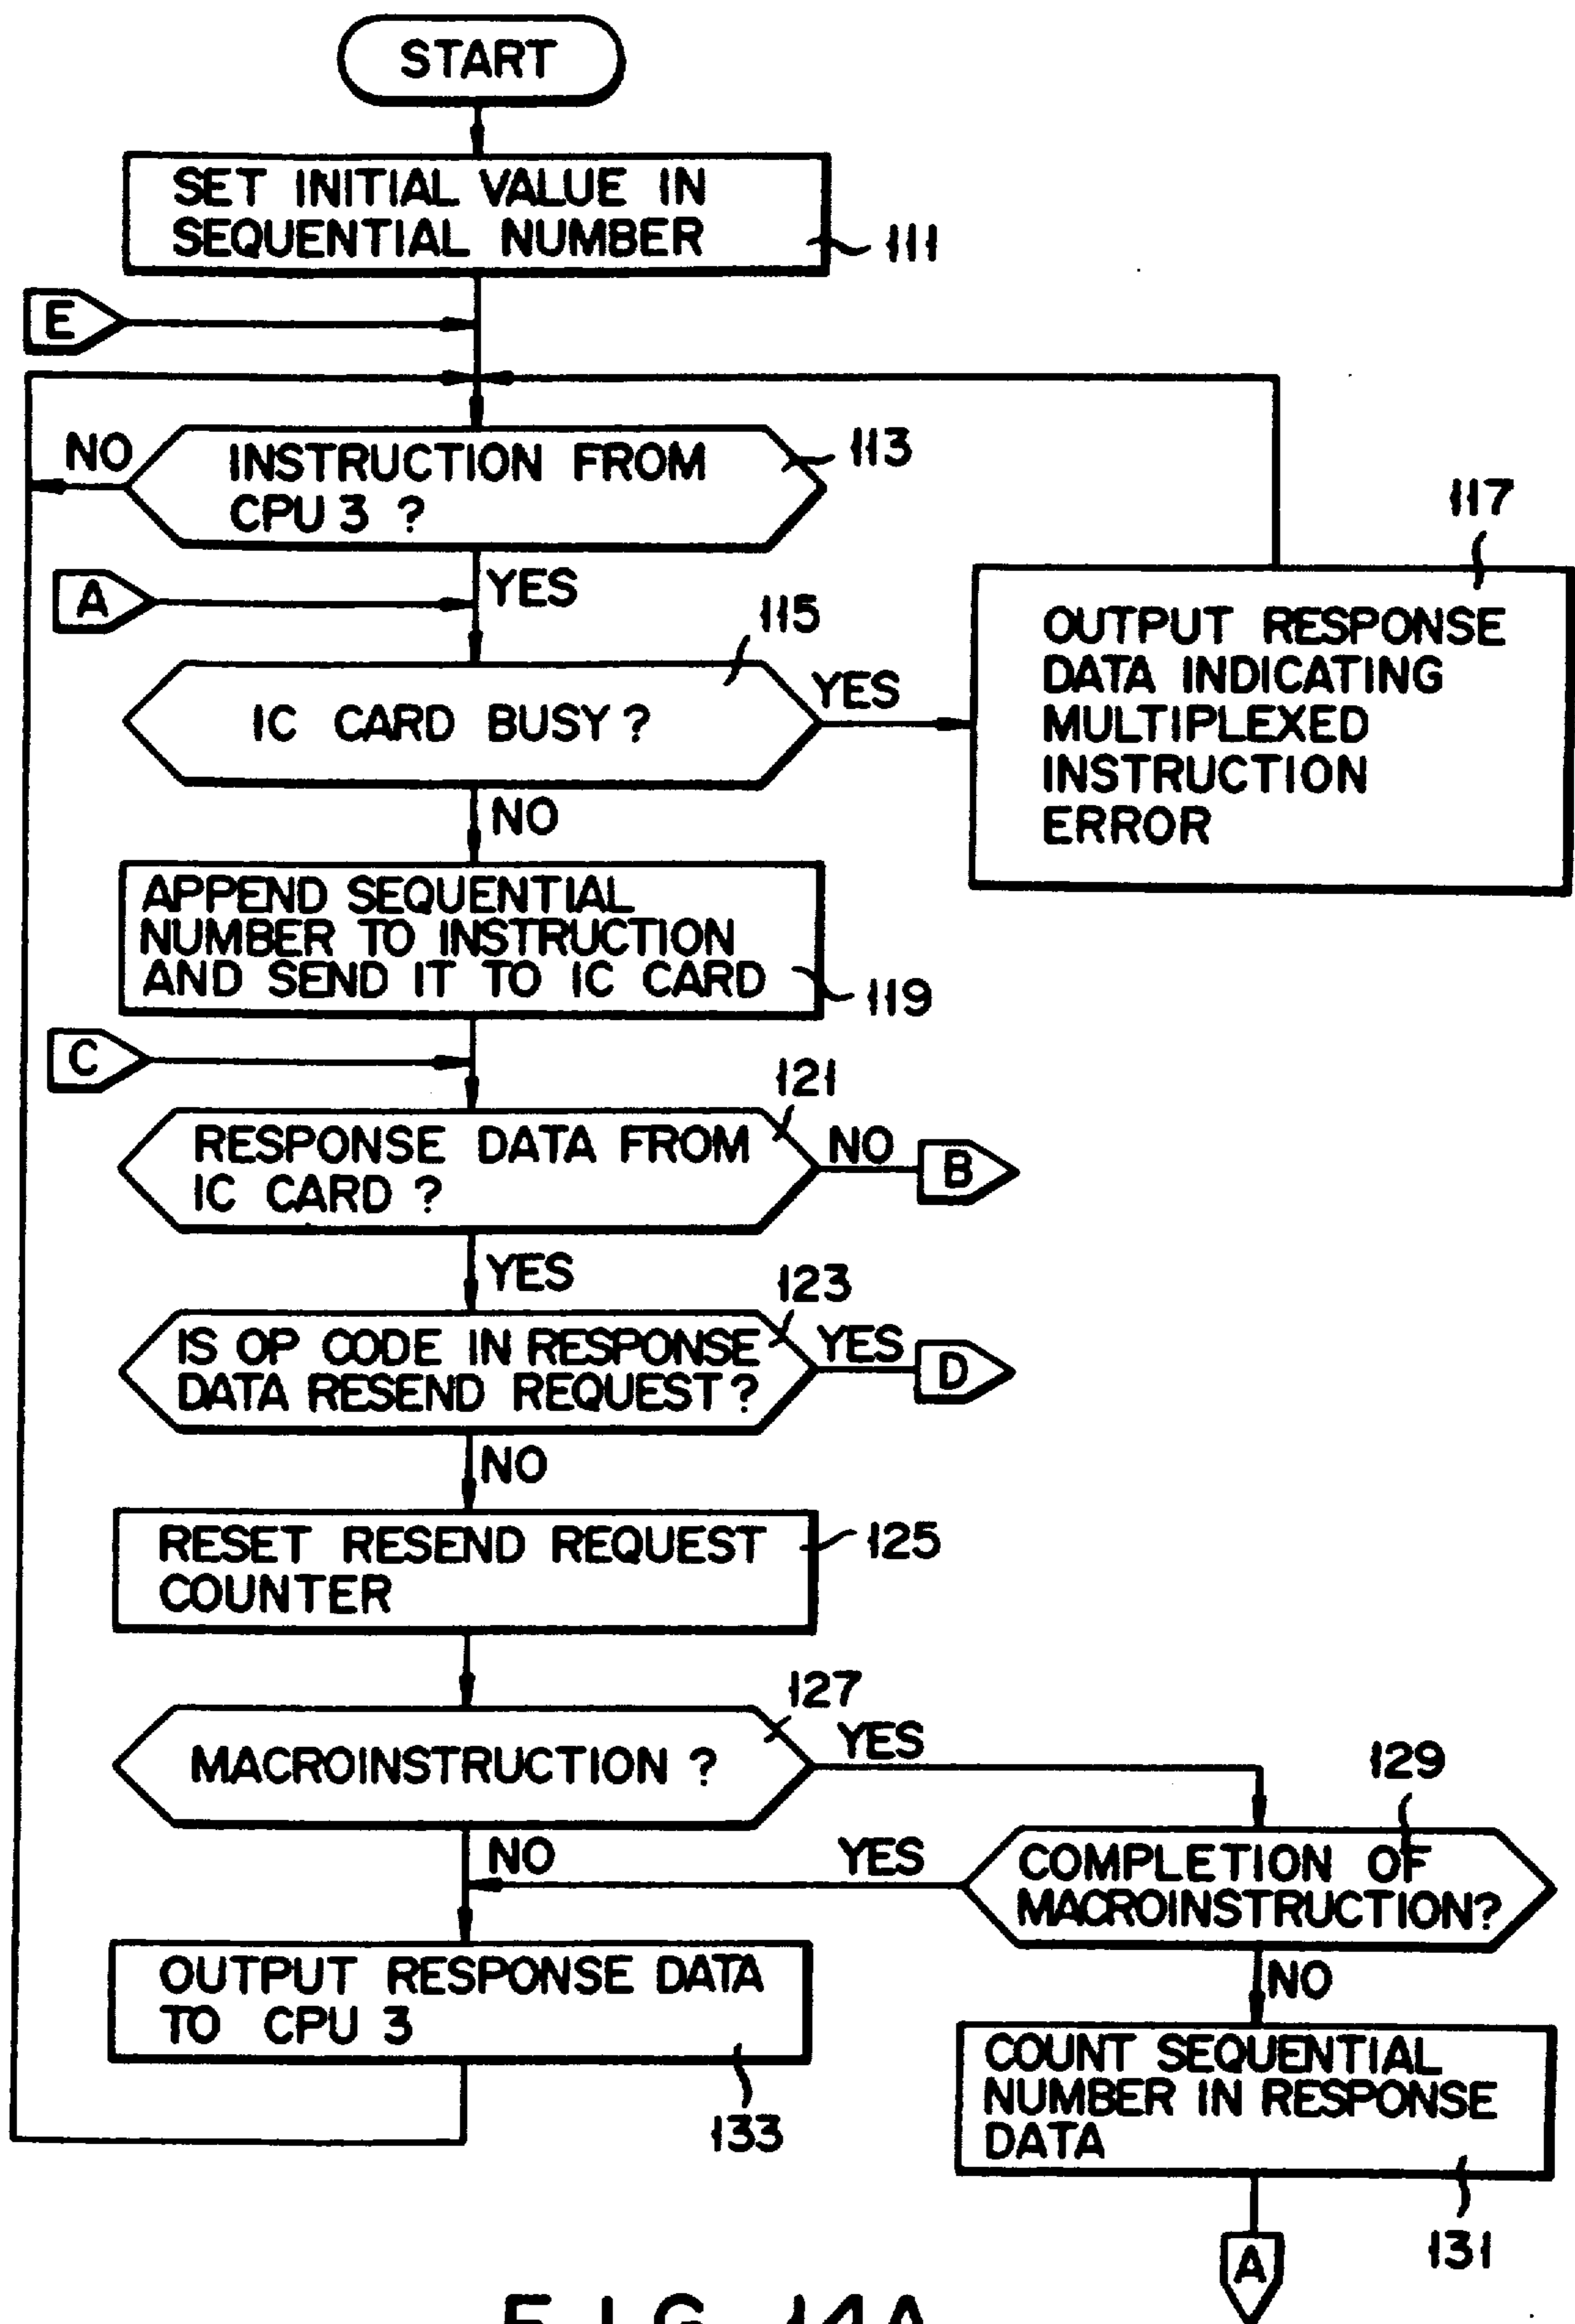 START
SET INITIAL VALUE IN
SEQUENTIAL NUMBER
111
E
NO
INSTRUCTION FROM
CPU 3 ?
113
117
A
YES
115
OUTPUT RESPONSE
DATA INDICATING
MULTIPLEXED
INSTRUCTION
ERROR
IC CARD BUSY ?
YES
NO
APPEND SEQUENTIAL
NUMBER TO INSTRUCTION
AND SEND IT TO IC CARD
119
C
121
RESPONSE DATA FROM
IC CARD ?
NO
B
YES
123
IS OP CODE IN RESPONSE
DATA RESEND REQUEST ?
YES
D
NO
RESET RESEND REQUEST
COUNTER
125
127
MACROINSTRUCTION ?
YES
129
NO
YES
COMPLETION OF
MACROINSTRUCTION?
OUTPUT RESPONSE DATA
TO CPU 3
NO
133
COUNT SEQUENTIAL
NUMBER IN RESPONSE
DATA
131
A
FIG. 14A